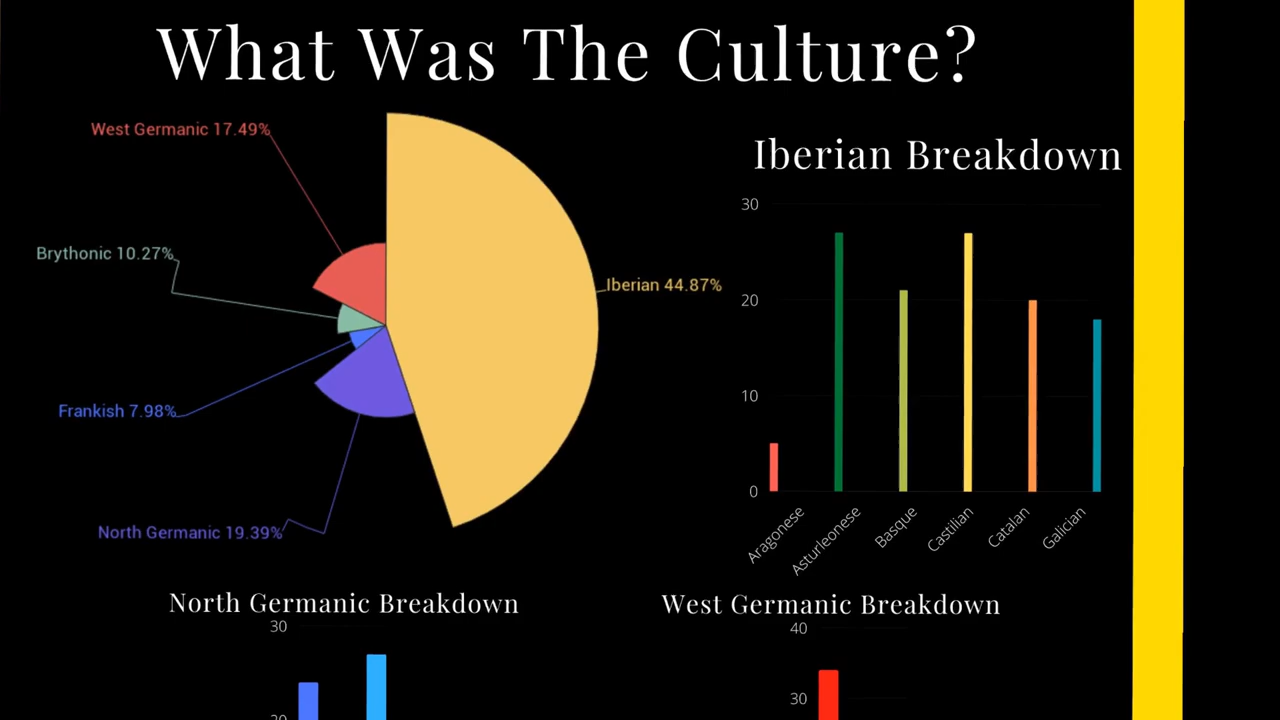 What Was The Culture?
West Germanic 17.49%
Brythonic 10.27%
Iberian 44.87%
Frankish 7.98%
North Germanic 19.39%
Iberian Breakdown
30
20
10
0
Aragonese
Asturleonese
Basque
Castilian
Catalan
Galician
North Germanic Breakdown
30
20
West Germanic Breakdown
40
30